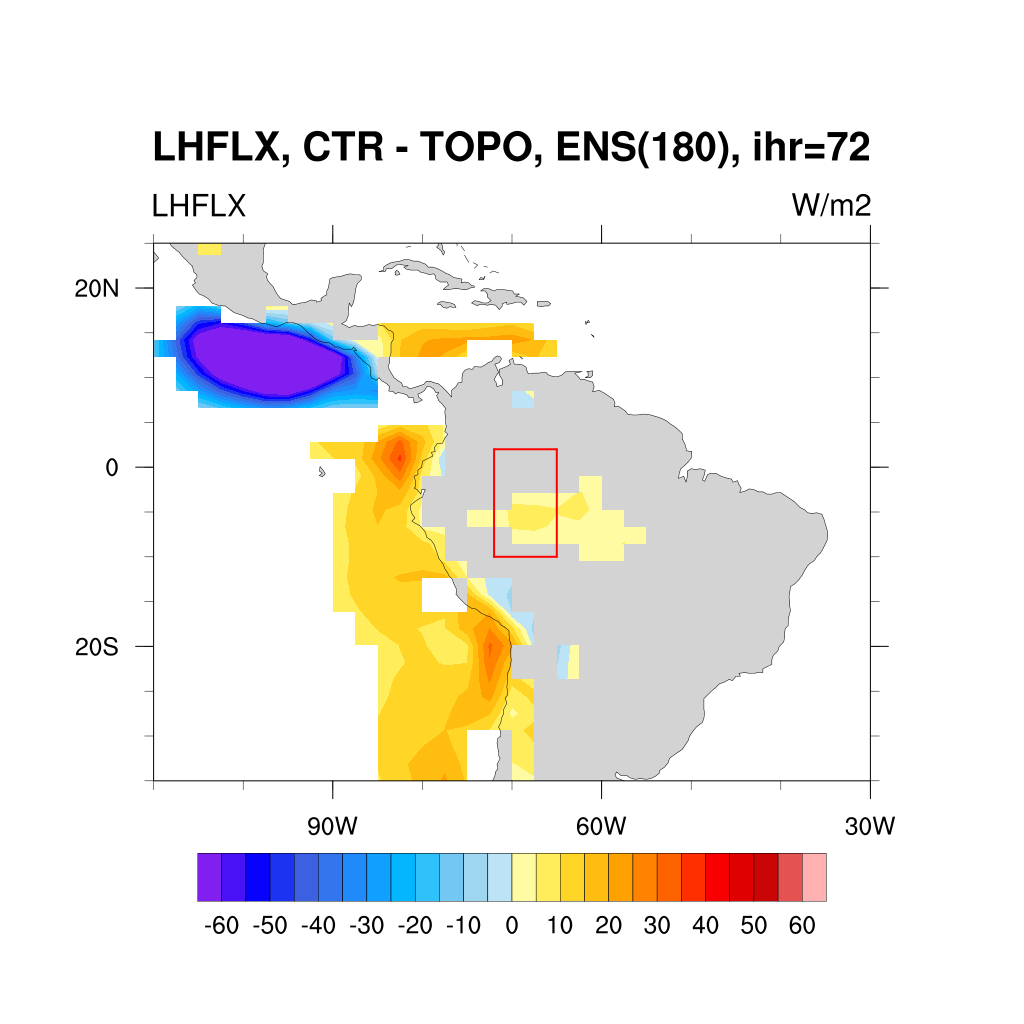 LHFLX, CTR - TOPO, ENS(180), ihr=72
LHFLX W/m2
20N
0
20S
90W 60W 30W
-60 -50 -40 -30 -20 -10 0 10 20 30 40 50 60